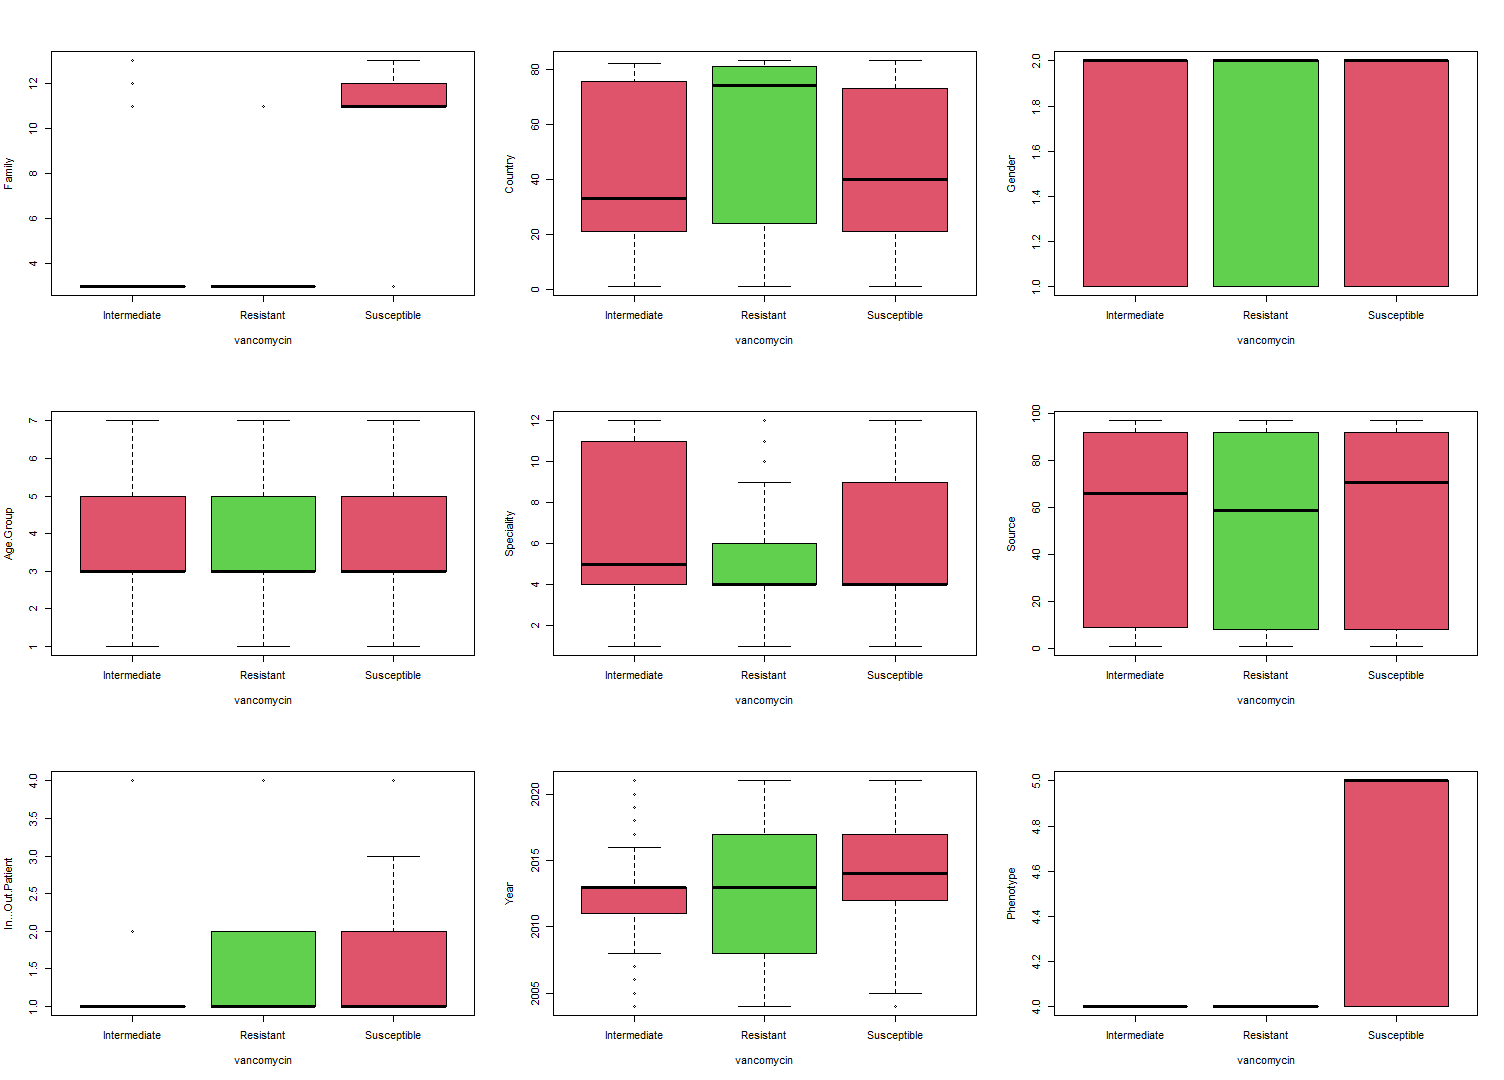 Family
12
10
8
6
4
Intermediate Resistant Susceptible
vancomycin
Country
80
60
40
20
0
Intermediate Resistant Susceptible
vancomycin
Gender
2.0
1.8
1.6
1.4
1.2
1.0
Intermediate Resistant Susceptible
vancomycin
Age.Group
7
6
5
4
3
2
1
Intermediate Resistant Susceptible
vancomycin
Speciality
12
10
8
6
4
2
Intermediate Resistant Susceptible
vancomycin
Source
100
80
60
40
20
0
Intermediate Resistant Susceptible
vancomycin
In...Out.Patient
4.0
3.5
3.0
2.5
2.0
1.5
1.0
Intermediate Resistant Susceptible
vancomycin
Year
2020
2015
2010
2005
Intermediate Resistant Susceptible
vancomycin
Phenotype
5.0
4.8
4.6
4.4
4.2
4.0
Intermediate Resistant Susceptible
vancomycin